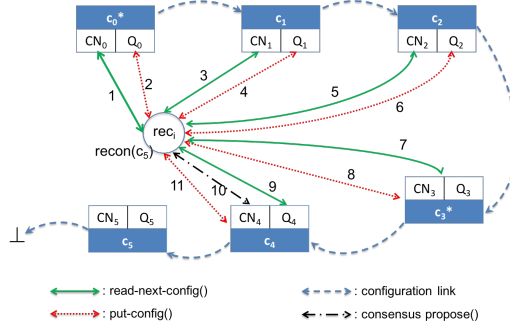 c0* c1 c2
CN0 Q0 CN1 Q1 CN2 Q2
1 2 3 4 5 6
reci
recon(c5)
7
8
11 10 9
CN3 Q3
c3*
CN5 Q5 CN4 Q4
⊥ c5 c4
: read-next-config() : configuration link
: put-config() : consensus propose()